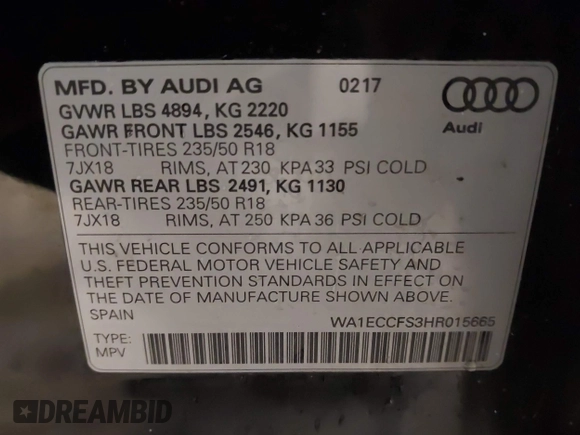 MFD. BY AUDI AG 0217
GVWR LBS 4894, KG 2220
GAWR FRONT LBS 2546, KG 1155
FRONT-TIRES 235/50 R18
7JX18 RIMS, AT 230 KPA 33 PSI COLD
GAWR REAR LBS 2491, KG 1130
REAR-TIRES 235/50 R18
7JX18 RIMS, AT 250 KPA 36 PSI COLD
Audi
THIS VEHICLE CONFORMS TO ALL APPLICABLE
U.S. FEDERAL MOTOR VEHICLE SAFETY AND
THEFT PREVENTION STANDARDS IN EFFECT ON
THE DATE OF MANUFACTURE SHOWN ABOVE.
SPAIN WA1ECCFS3HR015665
TYPE:
MPV
DREAMBID